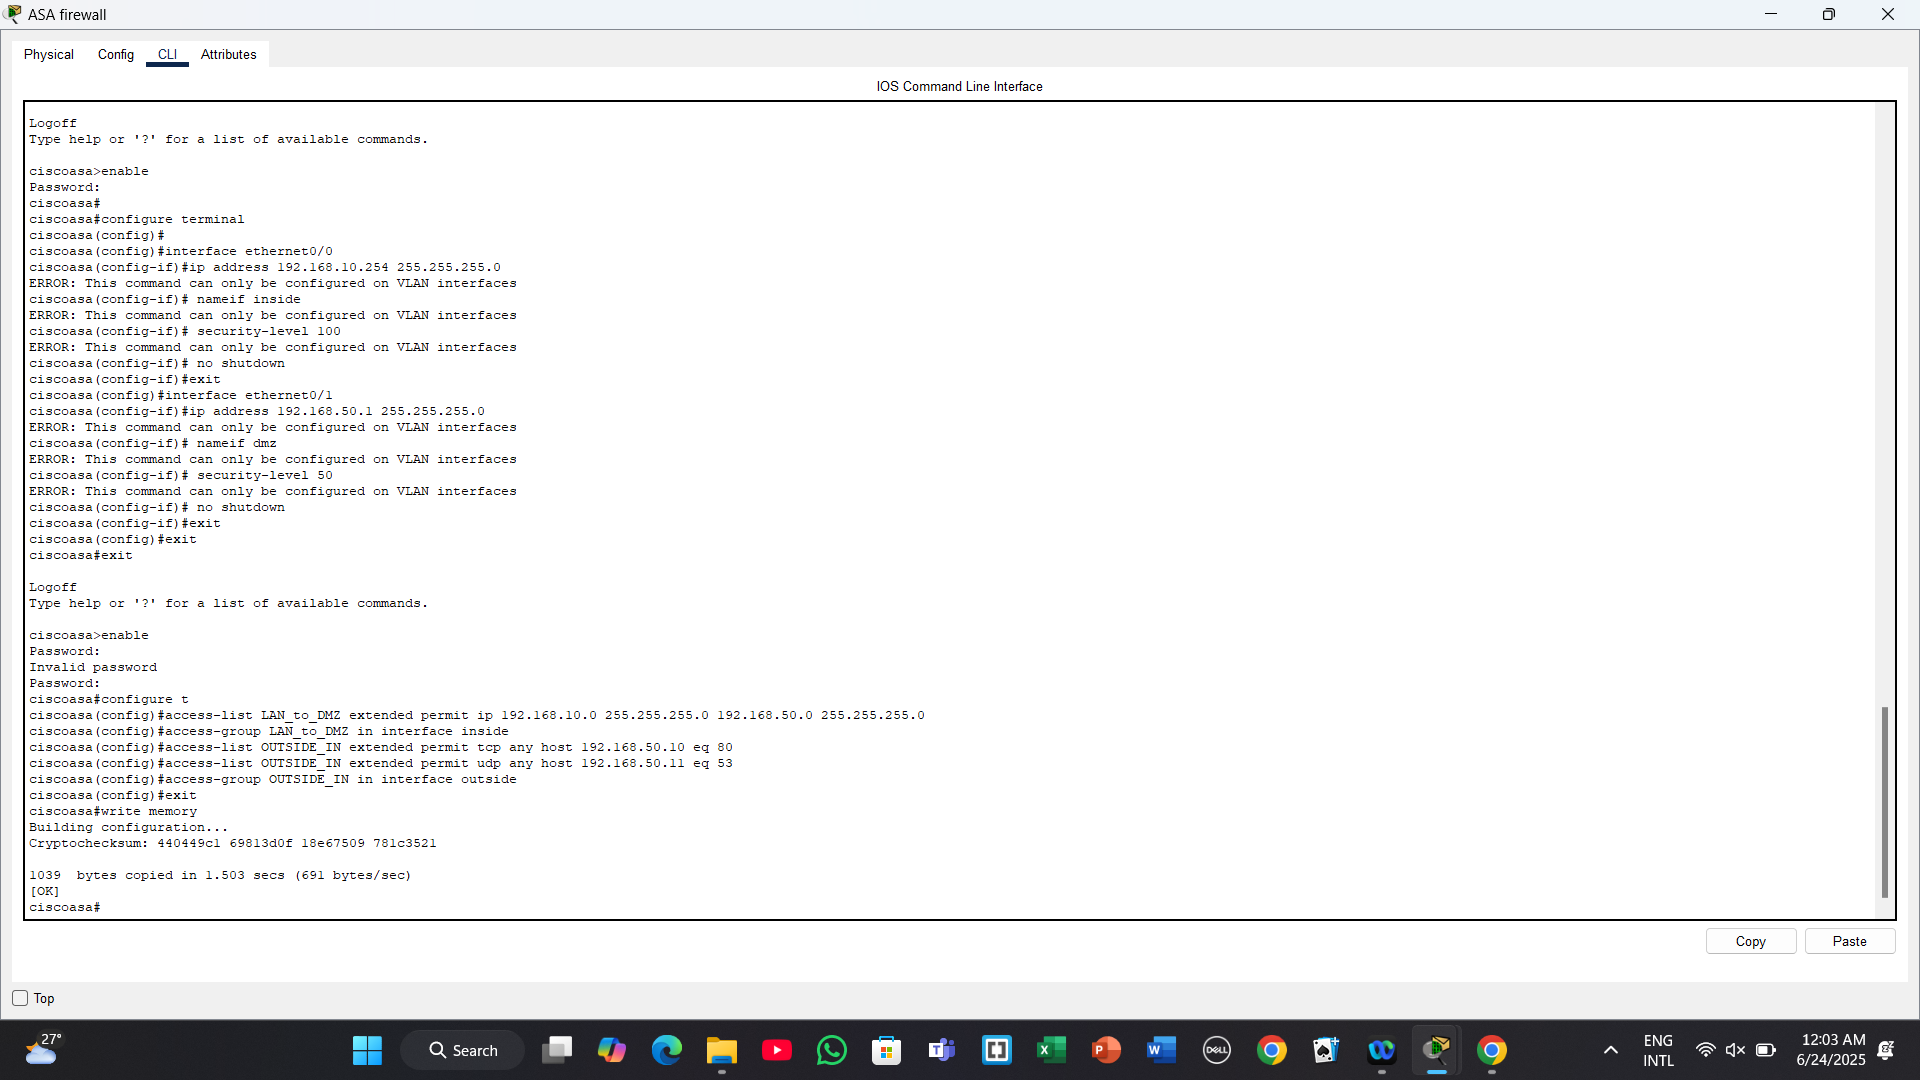 ASA firewall
Physical Config CLI Attributes
IOS Command Line Interface
Logoff
Type help or '?' for a list of available commands.
ciscoasa>enable
Password:
ciscoasa#
ciscoasa#configure terminal
ciscoasa(config)#
ciscoasa(config)#interface ethernet0/0
ciscoasa(config-if)#ip address 192.168.10.254 255.255.255.0
ERROR: This command can only be configured on VLAN interfaces
ciscoasa(config-if)# nameif inside
ERROR: This command can only be configured on VLAN interfaces
ciscoasa(config-if)# security-level 100
ERROR: This command can only be configured on VLAN interfaces
ciscoasa(config-if)# no shutdown
ciscoasa(config-if)#exit
ciscoasa(config)#interface ethernet0/1
ciscoasa(config-if)#ip address 192.168.50.1 255.255.255.0
ERROR: This command can only be configured on VLAN interfaces
ciscoasa(config-if)# nameif dmz
ERROR: This command can only be configured on VLAN interfaces
ciscoasa(config-if)# security-level 50
ERROR: This command can only be configured on VLAN interfaces
ciscoasa(config-if)# no shutdown
ciscoasa(config-if)#exit
ciscoasa(config)#exit
ciscoasa#exit
Logoff
Type help or '?' for a list of available commands.
ciscoasa>enable
Password:
Invalid password
Password:
ciscoasa#configure t
ciscoasa(config)#access-list LAN_to_DMZ extended permit ip 192.168.10.0 255.255.255.0 192.168.50.0 255.255.255.0
ciscoasa(config)#access-group LAN_to_DMZ in interface inside
ciscoasa(config)#access-list OUTSIDE_IN extended permit tcp any host 192.168.50.10 eq 80
ciscoasa(config)#access-list OUTSIDE_IN extended permit udp any host 192.168.50.11 eq 53
ciscoasa(config)#access-group OUTSIDE_IN in interface outside
ciscoasa(config)#exit
ciscoasa#write memory
Building configuration...
Cryptochecksum: 440449c1 69813d0f 18e67509 781c3521
1039 bytes copied in 1.503 secs (691 bytes/sec)
[OK]
ciscoasa#
Copy Paste
Top
27°
Search
DELL
ENG
INTL
12:03 AM
6/24/2025